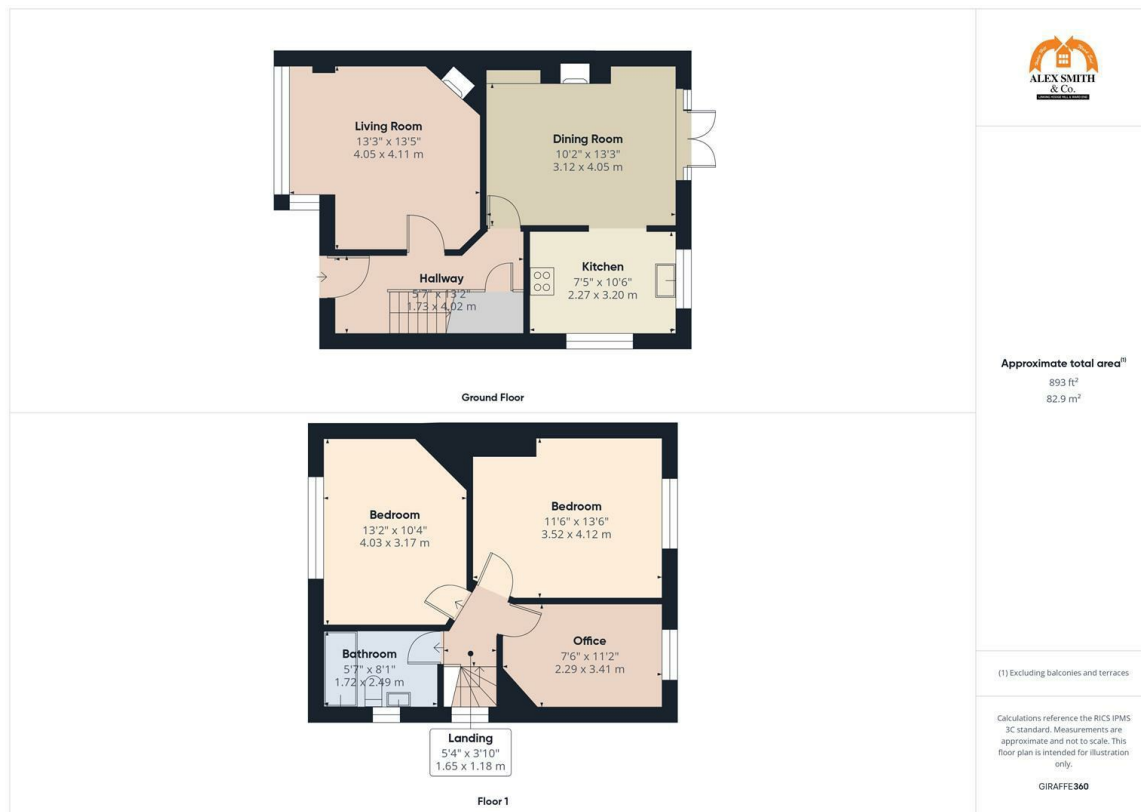 Living Room
13'3" x 13'5"
4.05 x 4.11 m
Dining Room
10'2" x 13'3"
3.12 x 4.05 m
Hallway
5'7" x 13'2"
1.73 x 4.02 m
Kitchen
7'5" x 10'6"
2.27 x 3.20 m
Ground Floor
Bedroom
13'2" x 10'4"
4.03 x 3.17 m
Bedroom
11'6" x 13'6"
3.52 x 4.12 m
Bathroom
5'7" x 8'1"
1.72 x 2.49 m
Office
7'6" x 11'2"
2.29 x 3.41 m
Landing
5'4" x 3'10"
1.65 x 1.18 m
Floor 1
ALEX SMITH
& Co.
Approximate total area(1)
893 ft²
82.9 m²
(1) Excluding balconies and terraces
Calculations reference the RICS IPMS
3C standard. Measurements are
approximate and not to scale. This
floor plan is intended for illustration
only.
GIRAFFE360